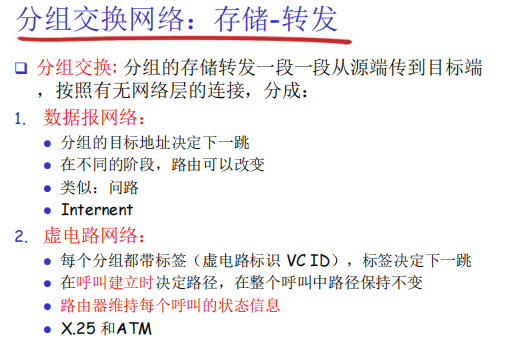 分组交换网络：存储-转发
分组交换: 分组的存储转发一段一段从源端传到目标端
，按照有无网络层的连接，分成：
1. 数据报网络：
分组的目标地址决定下一跳
在不同的阶段，路由可以改变
类似：问路
Internent
2. 虚电路网络：
每个分组都带标签（虚电路标识 VC ID），标签决定下一跳
在呼叫建立时决定路径，在整个呼叫中路径保持不变
路由器维持每个呼叫的状态信息
X.25 和ATM